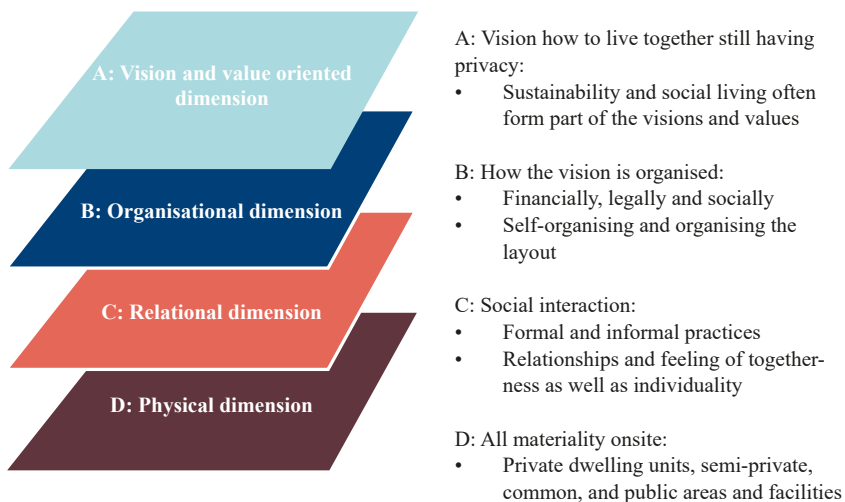 A: Vision and value oriented
dimension
B: Organisational dimension
C: Relational dimension
D: Physical dimension
A: Vision how to live together still having
privacy:
• Sustainability and social living often
form part of the visions and values
B: How the vision is organised:
• Financially, legally and socially
• Self-organising and organising the
layout
C: Social interaction:
• Formal and informal practices
• Relationships and feeling of together-
ness as well as individuality
D: All materiality onsite:
• Private dwelling units, semi-private,
common, and public areas and facilities